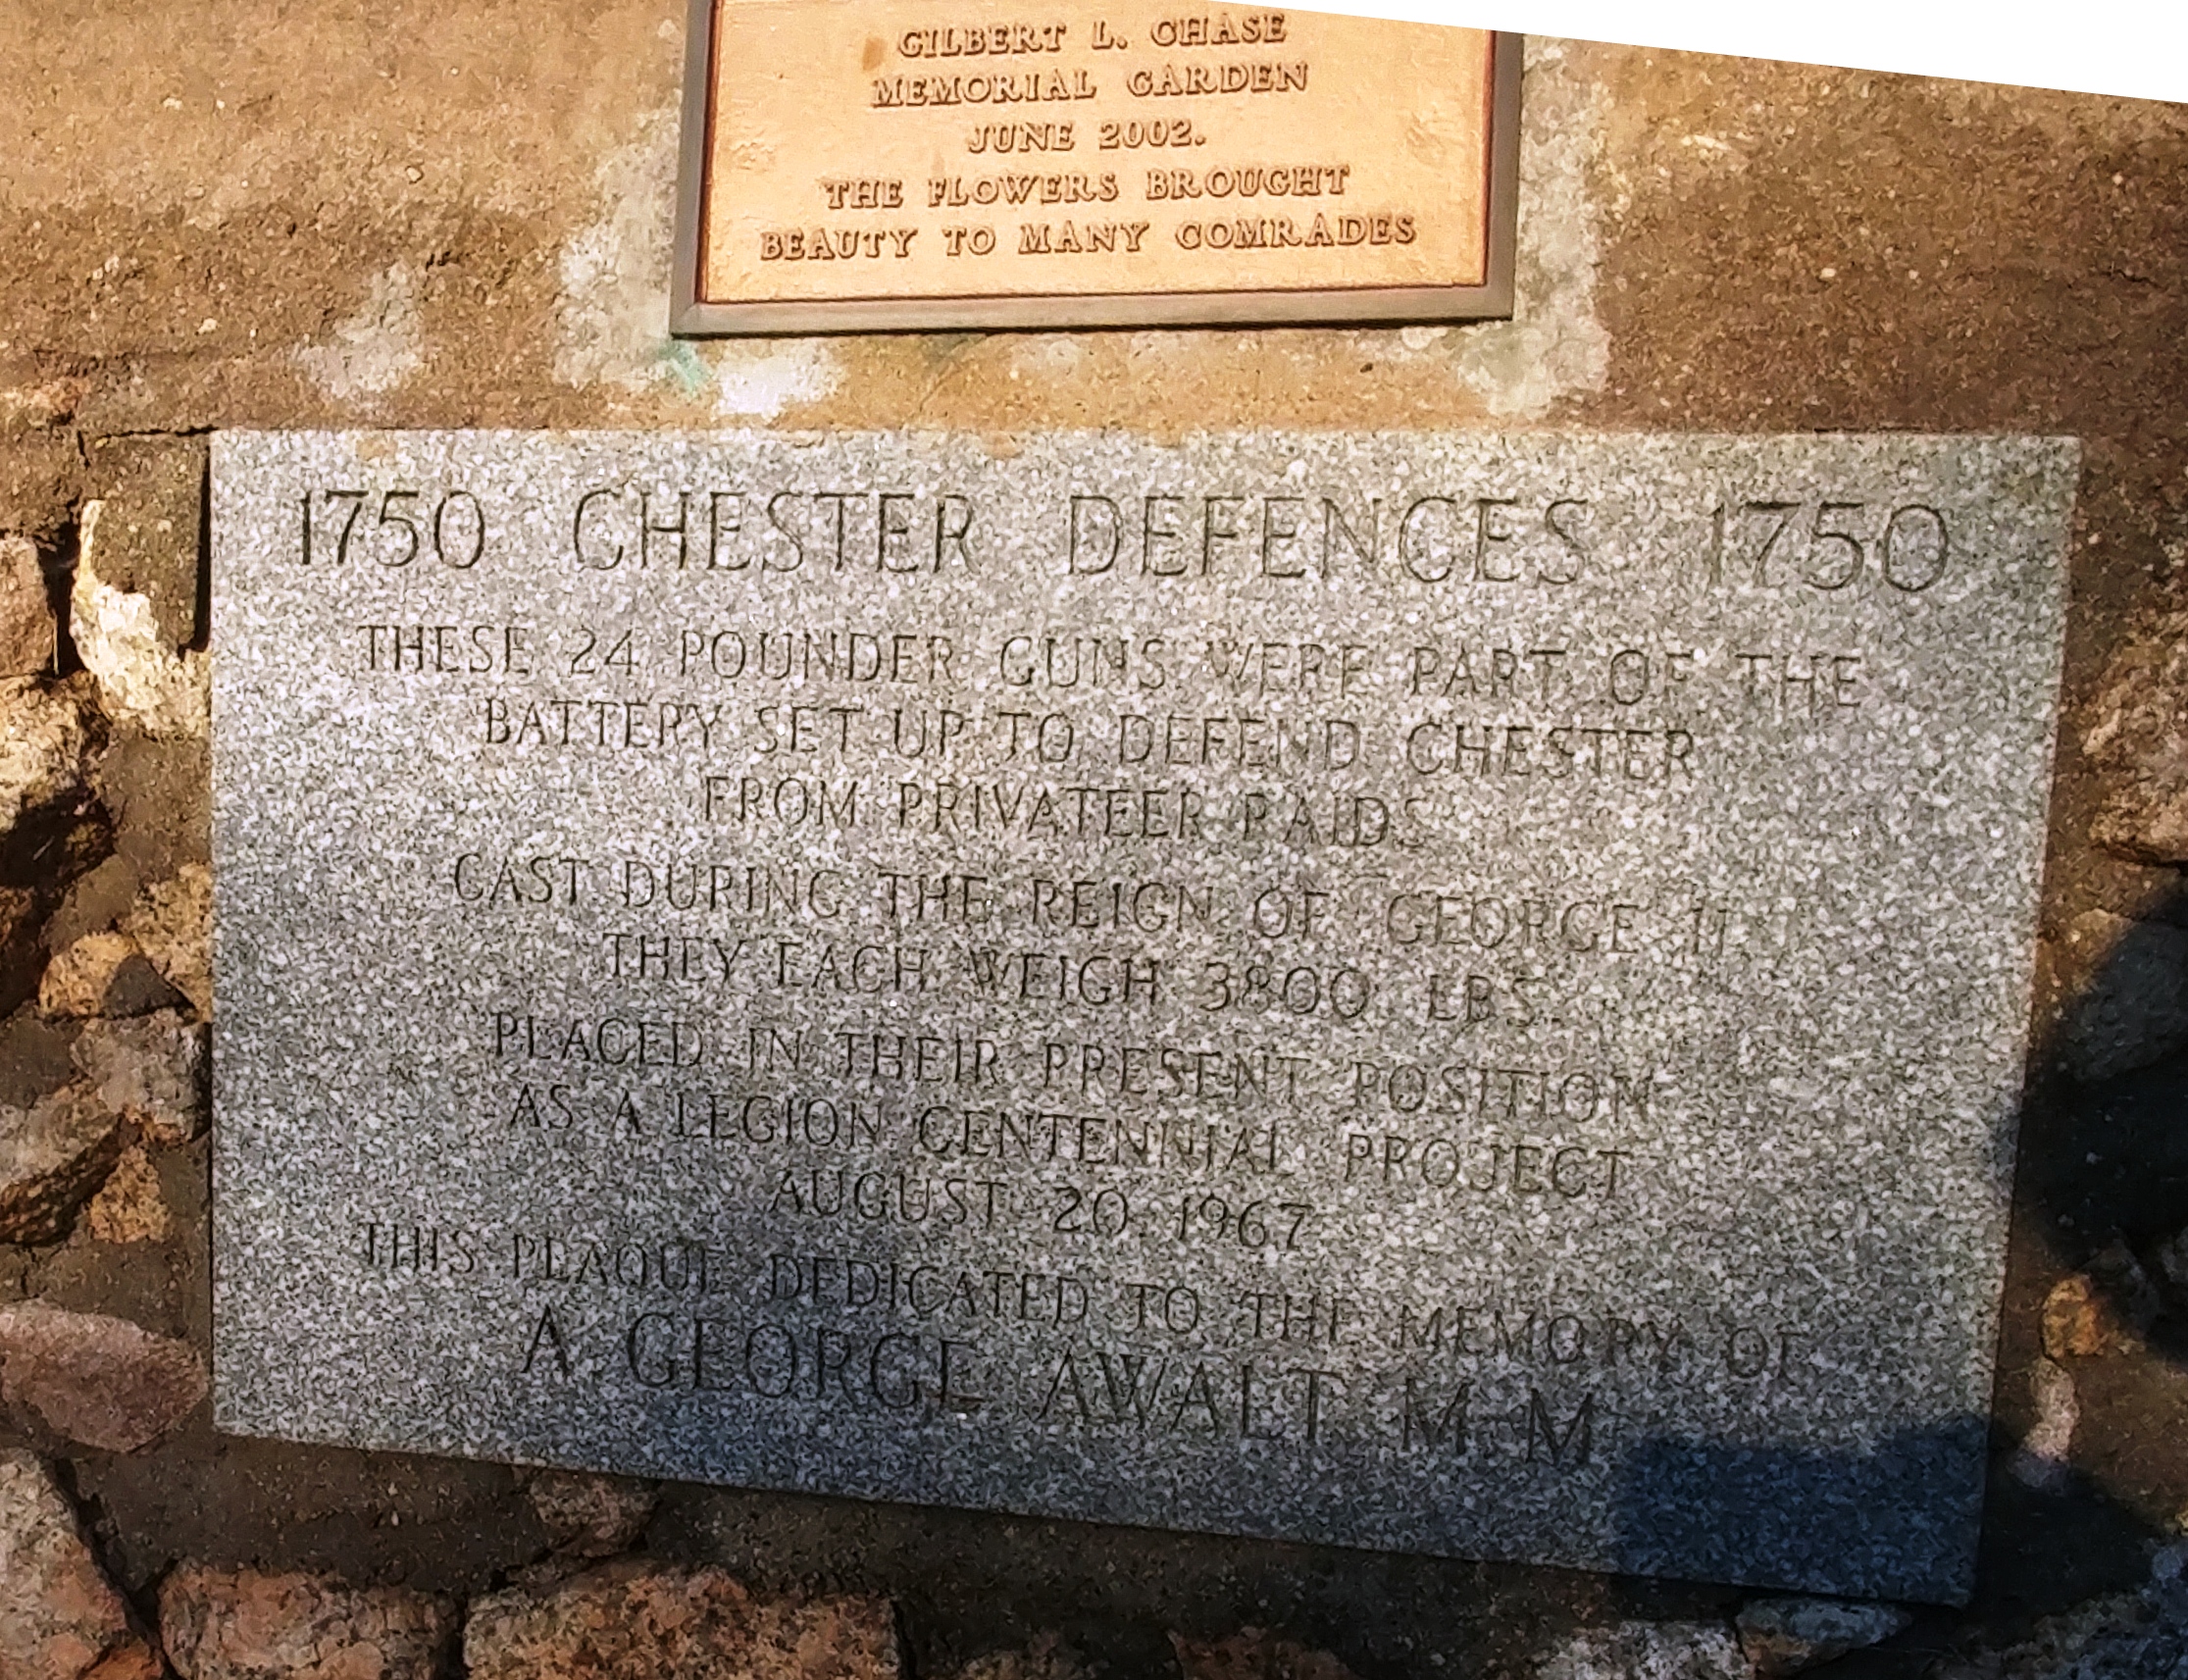 GILBERT L. CHASE
MEMORIAL GARDEN
JUNE 2002.
THE FLOWERS BROUGHT
BEAUTY TO MANY COMRADES
1750 CHESTER DEFENCES 1750
THESE 24 POUNDER GUNS WERE PART OF THE
BATTERY SET UP TO DEFEND CHESTER
FROM PRIVATEER RAIDS
CAST DURING THE REIGN OF GEORGE II
THEY EACH WEIGH 3800 LBS.
PLACED IN THEIR PRESENT POSITION
AS A LEGION CENTENNIAL PROJECT
AUGUST 20 1967
THIS PLAQUE DEDICATED TO THE MEMORY OF
A. GEORGE AWALT M.M.